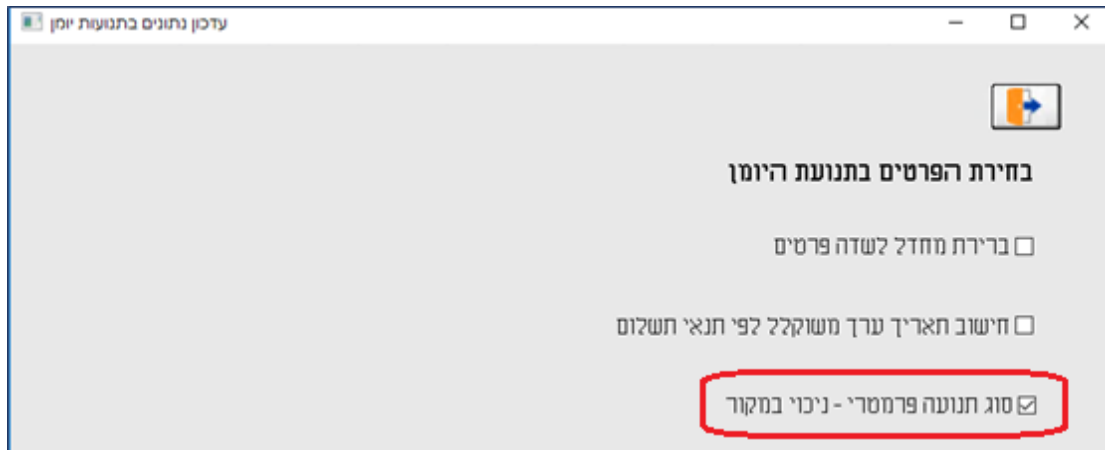 עדכון נתונים בתנועות יומן
בחירת הפרטים בתנועת היומן
ברירת מחדל לשדה פרטים
חישוב תאריך ערך משוקלל לפי תנאי תשלום
סוג תנועה פרמטרי - ניכוי במקור